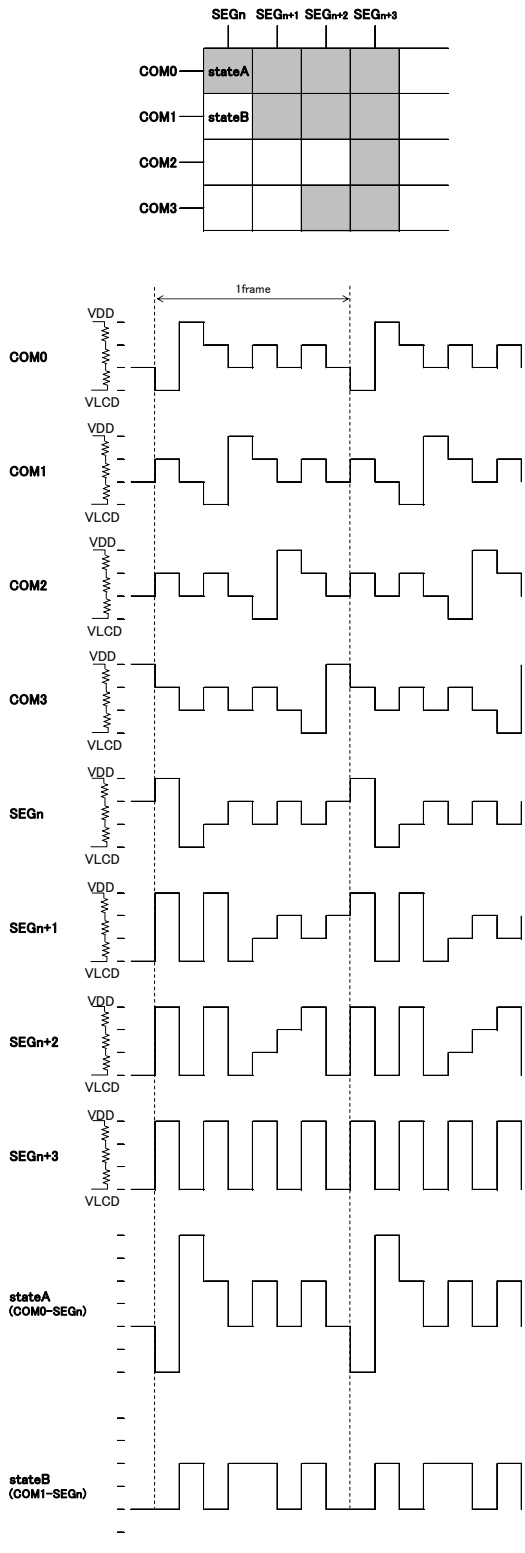 SEGn SEGn+1 SEGn+2 SEGn+3
COM0 stateA
COM1 stateB
COM2
COM3
1frame
VDD
COM0
VLCD
VDD
COM1
VLCD
VDD
COM2
VLCD
VDD
COM3
VLCD
VDD
SEGn
VLCD
VDD
SEGn+1
VLCD
VDD
SEGn+2
VLCD
VDD
SEGn+3
VLCD
stateA
(COM0-SEGn)
stateB
(COM1-SEGn)